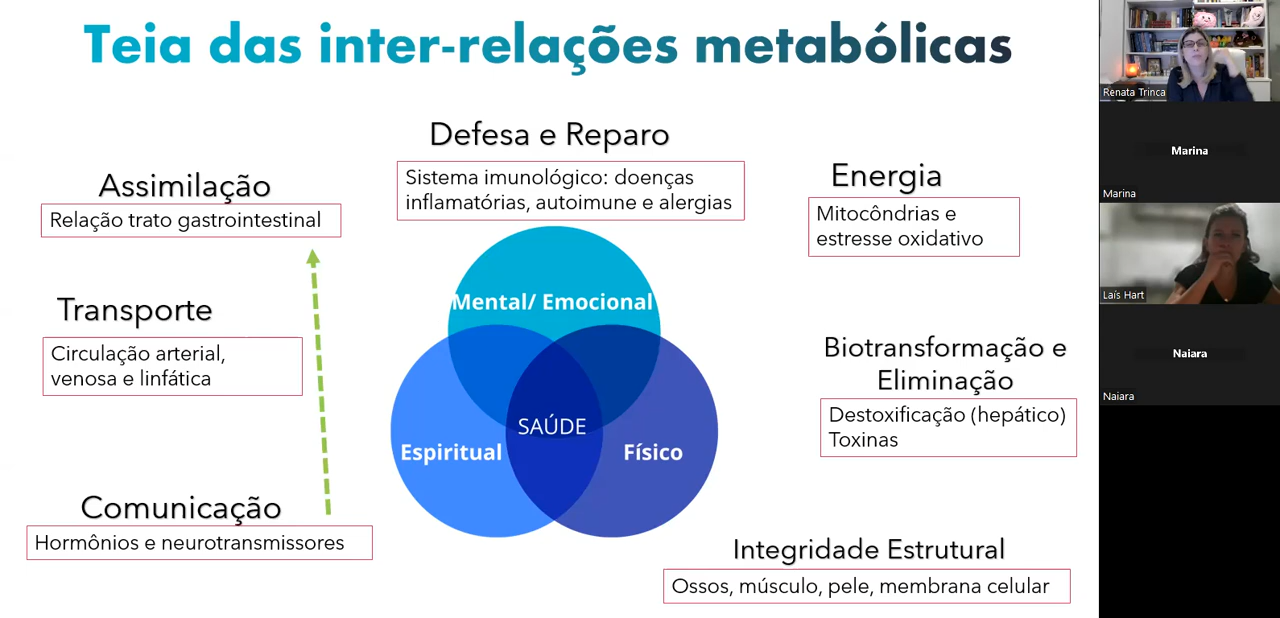 Teia das inter-relações metabólicas
Defesa e Reparo
Sistema imunológico: doenças
inflamatórias, autoimune e alergias
Assimilação
Relação trato gastrointestinal
Energia
Mitocôndrias e
estresse oxidativo
Transporte
Circulação arterial,
venosa e linfática
Mental/ Emocional
SAÚDE
Espiritual
Físico
Biotransformação e
Eliminação
Destoxificação (hepático)
Toxinas
Comunicação
Hormônios e neurotransmissores
Integridade Estrutural
Ossos, músculo, pele, membrana celular
Renata Trinca
Marina
Marina
Laís Hart
Naiara
Naiara